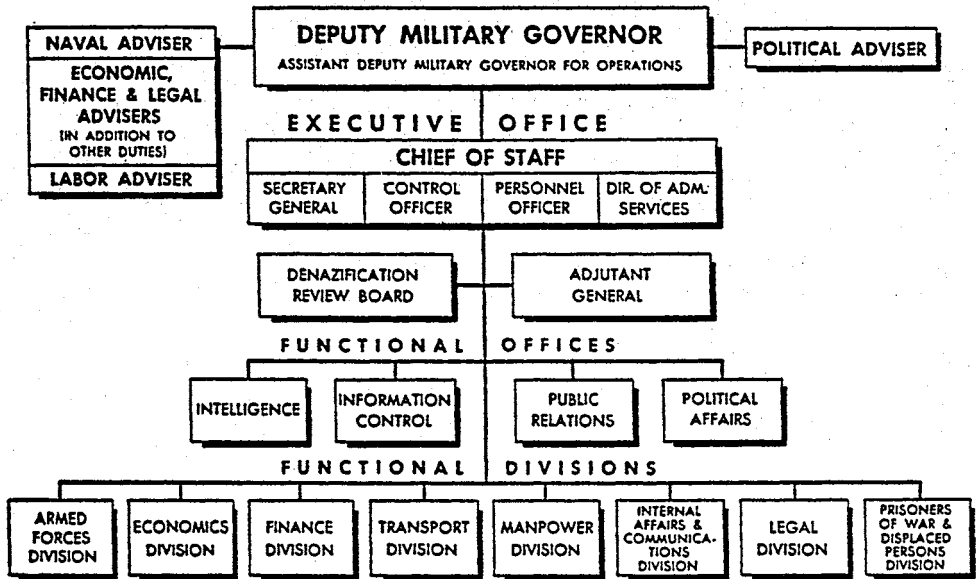 NAVAL ADVISER
ECONOMIC,
FINANCE & LEGAL
ADVISERS
(IN ADDITION TO
OTHER DUTIES)
LABOR ADVISER
DEPUTY MILITARY GOVERNOR
ASSISTANT DEPUTY MILITARY GOVERNOR FOR OPERATIONS
POLITICAL ADVISER
EXECUTIVE OFFICE
CHIEF OF STAFF
SECRETARY
GENERAL
CONTROL
OFFICER
PERSONNEL
OFFICER
DIR. OF ADM.
SERVICES
DENAZIFICATION
REVIEW BOARD
ADJUTANT
GENERAL
FUNCTIONAL OFFICES
INTELLIGENCE
INFORMATION
CONTROL
PUBLIC
RELATIONS
POLITICAL
AFFAIRS
FUNCTIONAL DIVISIONS
ARMED
FORCES
DIVISION
ECONOMICS
DIVISION
FINANCE
DIVISION
TRANSPORT
DIVISION
MANPOWER
DIVISION
INTERNAL
AFFAIRS &
COMMUNICA-
TIONS
DIVISION
LEGAL
DIVISION
PRISONERS
OF WAR &
DISPLACED
PERSONS
DIVISION